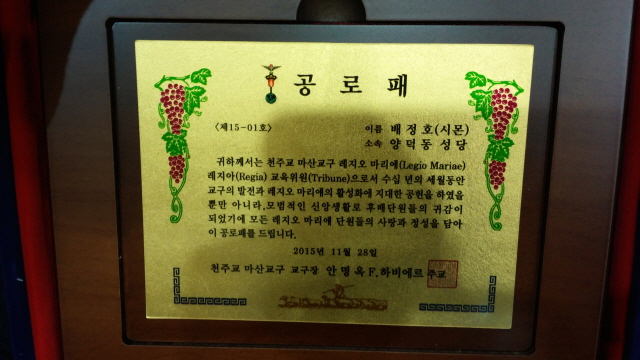 공로패
〈제15-01호〉
이름 배정호(시몬)
소속 양덕동 성당
귀하께서는 천주교 마산교구 레지오 마리애(Legio Mariae)
레지아(Regia) 교육위원(Tribune)으로서 수십 년의 세월동안
교구의 발전과 레지오 마리애의 활성화에 지대한 공헌을 하였을
뿐만 아니라, 모범적인 신앙생활로 후배단원들의 귀감이
되었기에 모든 레지오 마리애 단원들의 사랑과 정성을 담아
이 공로패를 드립니다.
2015년 11월 28일
천주교 마산교구 교구장 안명옥 F.하비에르 주교